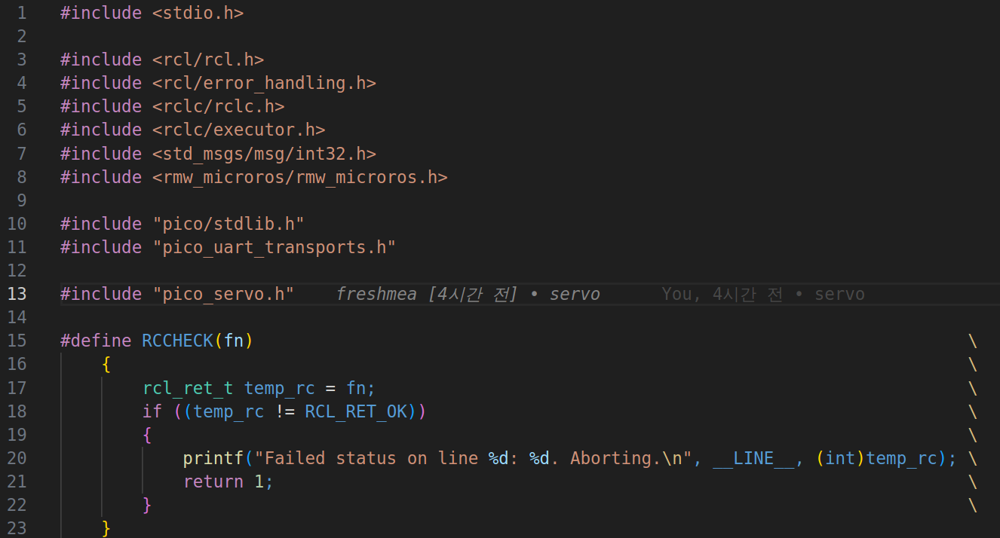 1 #include <stdio.h>
2
3 #include <rcl/rcl.h>
4 #include <rcl/error_handling.h>
5 #include <rclc/rclc.h>
6 #include <rclc/executor.h>
7 #include <std_msgs/msg/int32.h>
8 #include <rmw_microros/rmw_microros.h>
9
10 #include "pico/stdlib.h"
11 #include "pico_uart_transports.h"
12
13 #include "pico_servo.h" freshmea [4시간 전] • servo You, 4시간 전 • servo
14
15 #define RCCHECK(fn) \
16 { \
17 rcl_ret_t temp_rc = fn; \
18 if ((temp_rc != RCL_RET_OK)) \
19 { \
20 printf("Failed status on line %d: %d. Aborting.\n", __LINE__, (int)temp_rc); \
21 return 1; \
22 } \
23 }